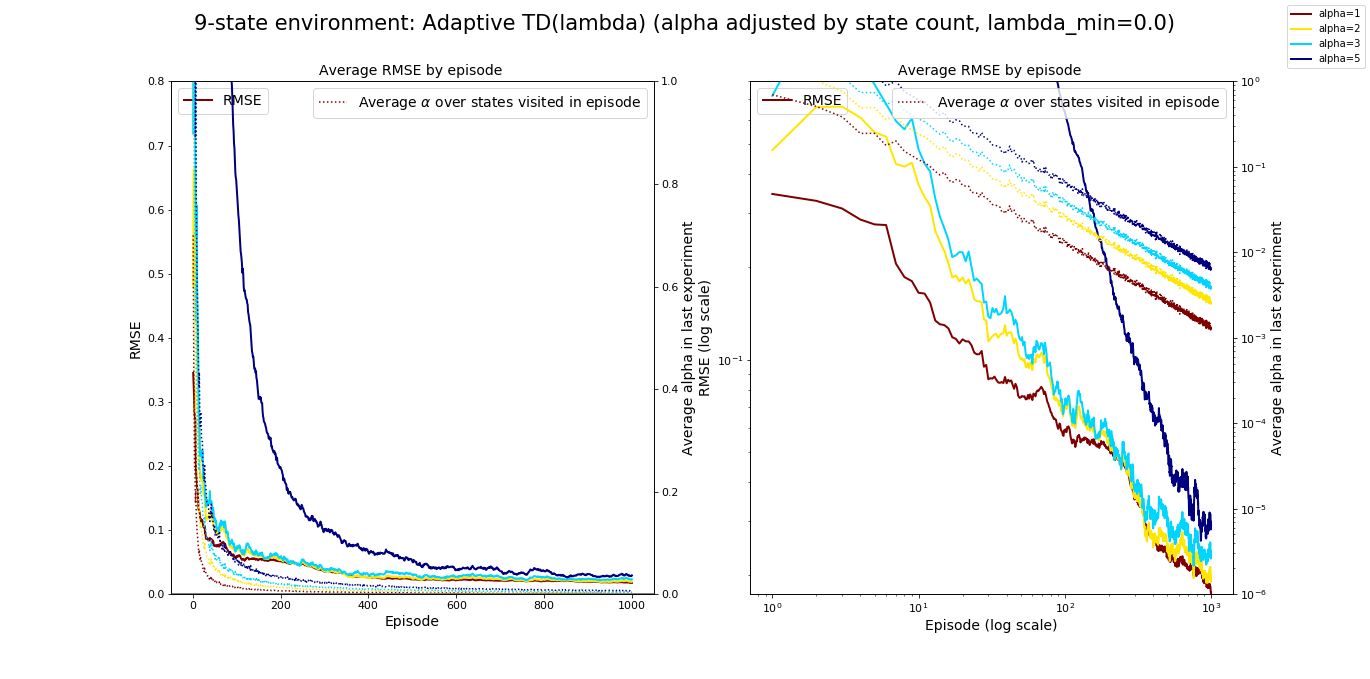 9-state environment: Adaptive TD(lambda) (alpha adjusted by state count, lambda_min=0.0)
alpha=1
alpha=2
alpha=3
alpha=5
Average RMSE by episode
RMSE
Average α over states visited in episode
0.8
0.7
0.6
0.5
0.4
0.3
0.2
0.1
0.0
RMSE
1.0
0.8
0.6
0.4
0.2
0.0
Average alpha in last experiment
0
200
400
600
800
1000
Episode
Average RMSE by episode
RMSE
Average α over states visited in episode
RMSE (log scale)
10⁻¹
10⁰
10⁻¹
10⁻²
10⁻³
10⁻⁴
10⁻⁵
10⁻⁶
Average alpha in last experiment
10⁰
10¹
10²
10³
Episode (log scale)